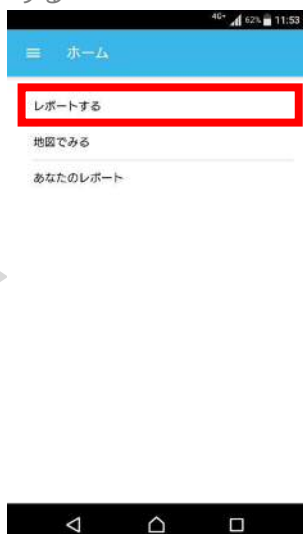 4G+ 62% 11:53
ホーム
レポートする
地図でみる
あなたのレポート